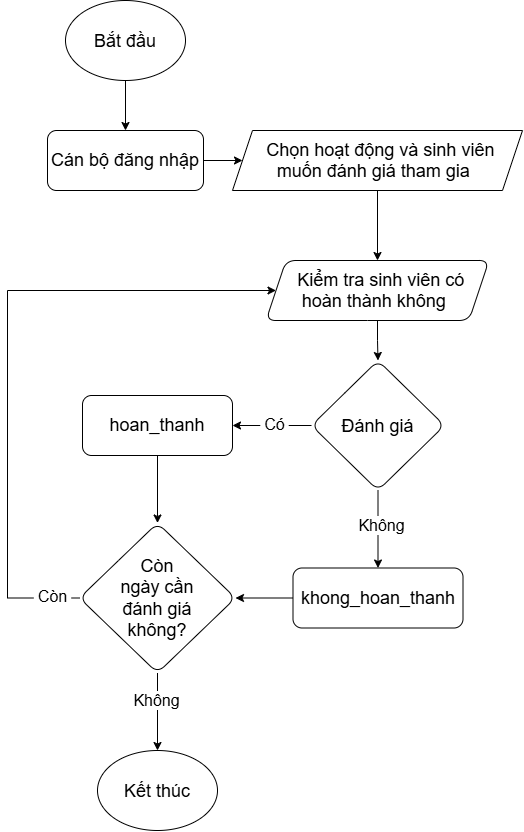 Bắt đầu
Cán bộ đăng nhập
Chọn hoạt động và sinh viên
muốn đánh giá tham gia
Kiểm tra sinh viên có
hoàn thành không
Đánh giá
Có
hoan_thanh
Không
khong_hoan_thanh
Còn
ngày cần
đánh giá
không?
Còn
Không
Kết thúc